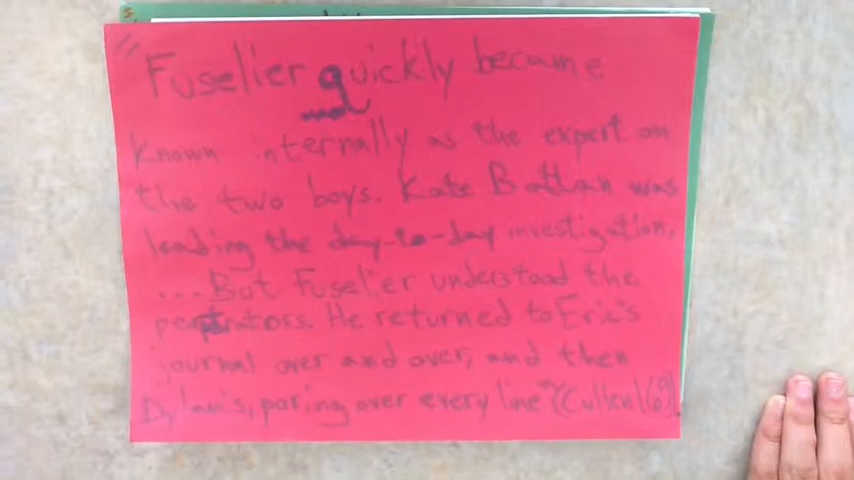 "Fuselier quickly became
Known internally as the expert on
the two boys. Kate Battan was
leading the day-to-day investigation,
...But Fuselier understood the
perptrators. He returned to Eric's
journal over and over, and then
Dylan's, poring over every line" (Cullen 169).